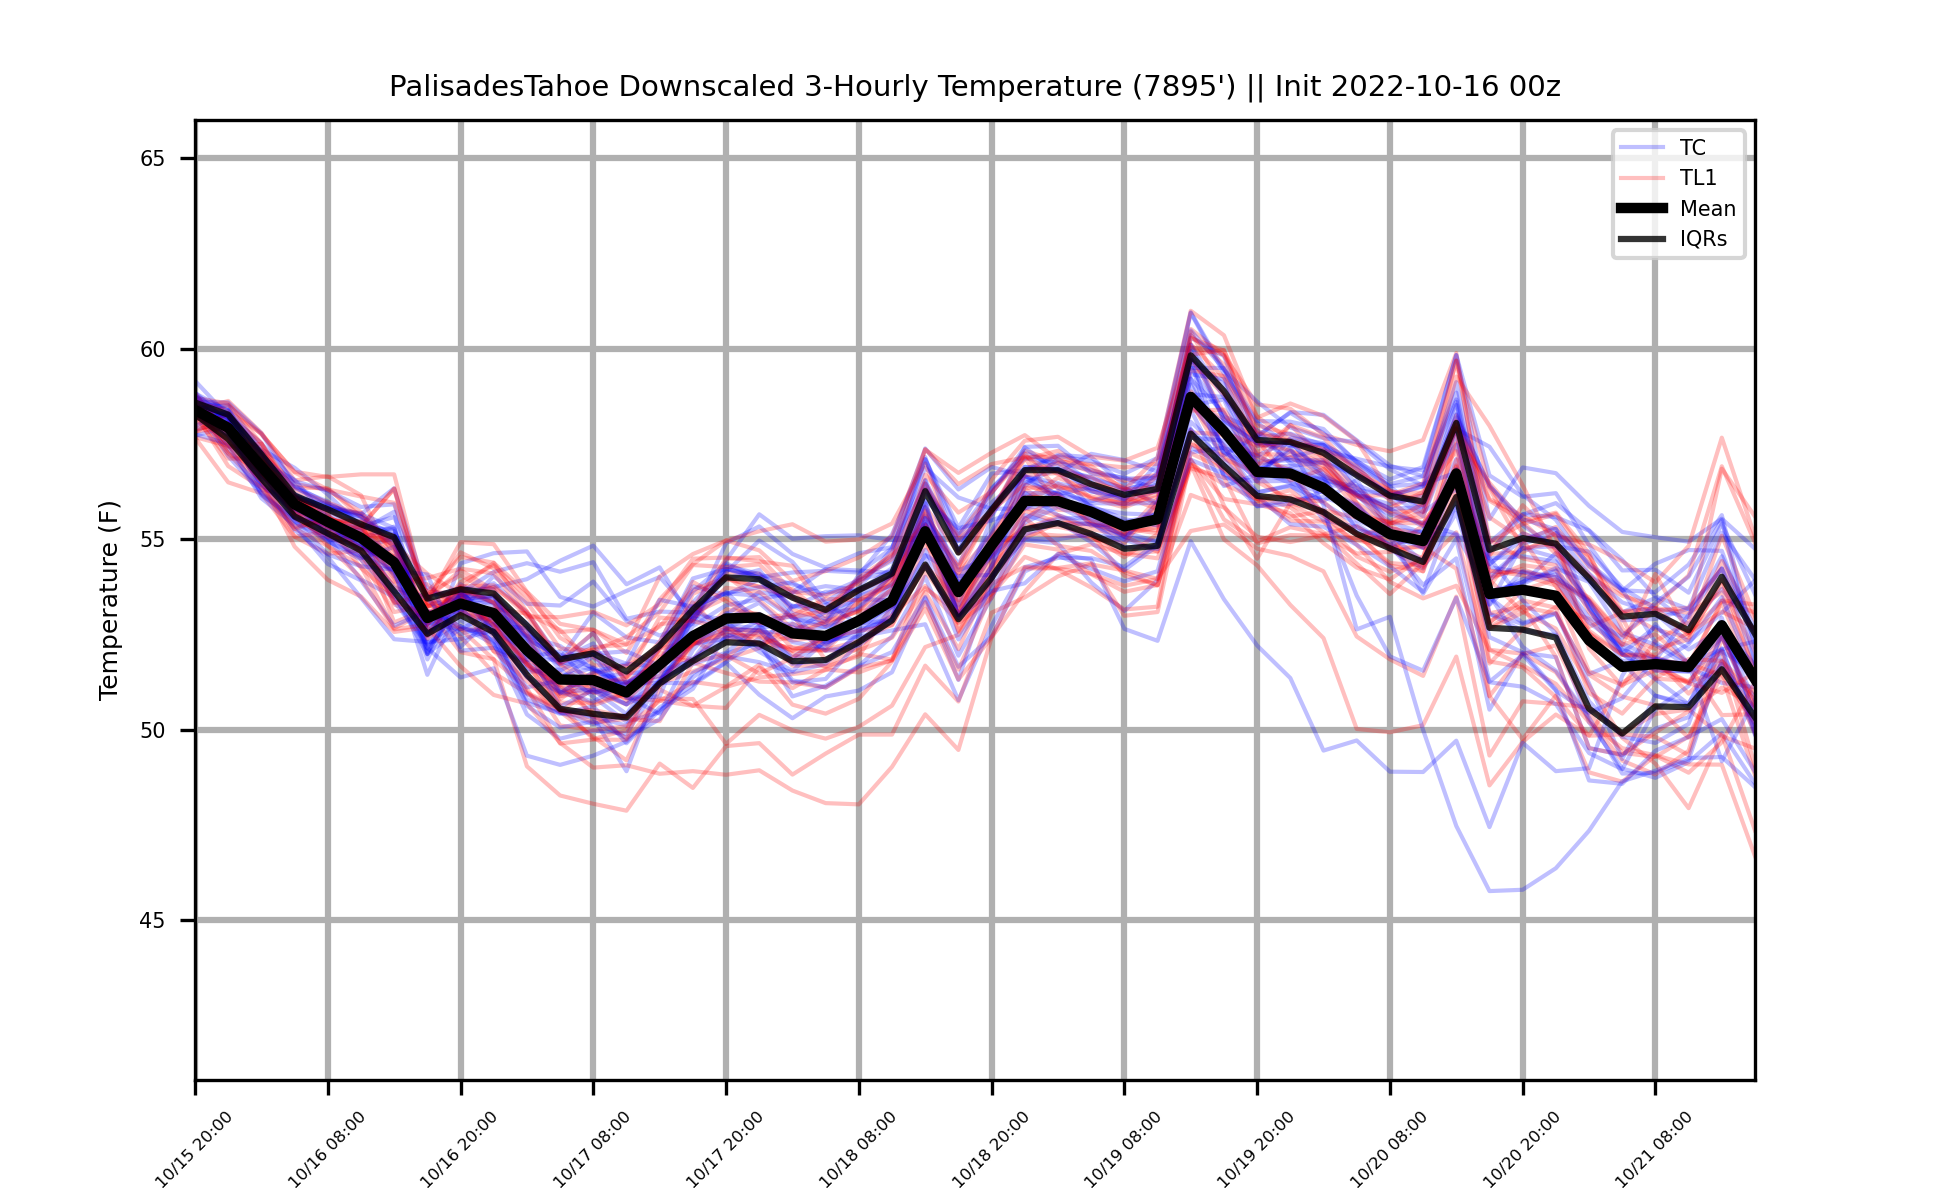 PalisadesTahoe Downscaled 3-Hourly Temperature (7895') || Init 2022-10-16 00z
TC
TL1
Mean
IQRs
Temperature (F)
65
60
55
50
45
10/15 20:00
10/16 08:00
10/16 20:00
10/17 08:00
10/17 20:00
10/18 08:00
10/18 20:00
10/19 08:00
10/19 20:00
10/20 08:00
10/20 20:00
10/21 08:00